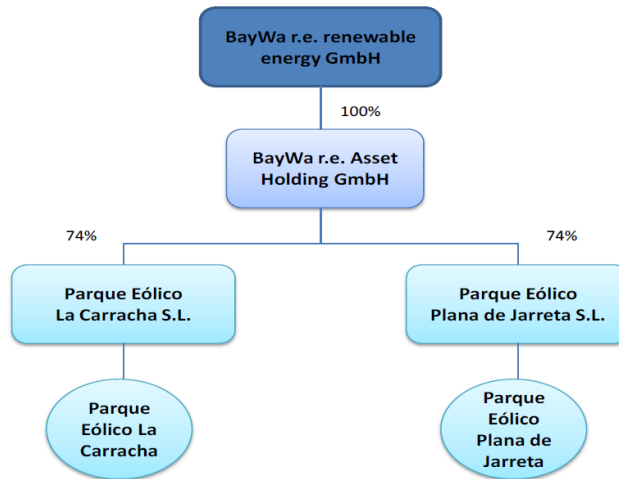 BayWa r.e. renewable
energy GmbH
100%
BayWa r.e. Asset
Holding GmbH
74%
74%
Parque Eólico
La Carracha S.L.
Parque Eólico
Plana de Jarreta S.L.
Parque
Eólico La
Carracha
Parque
Eólico
Plana de
Jarreta